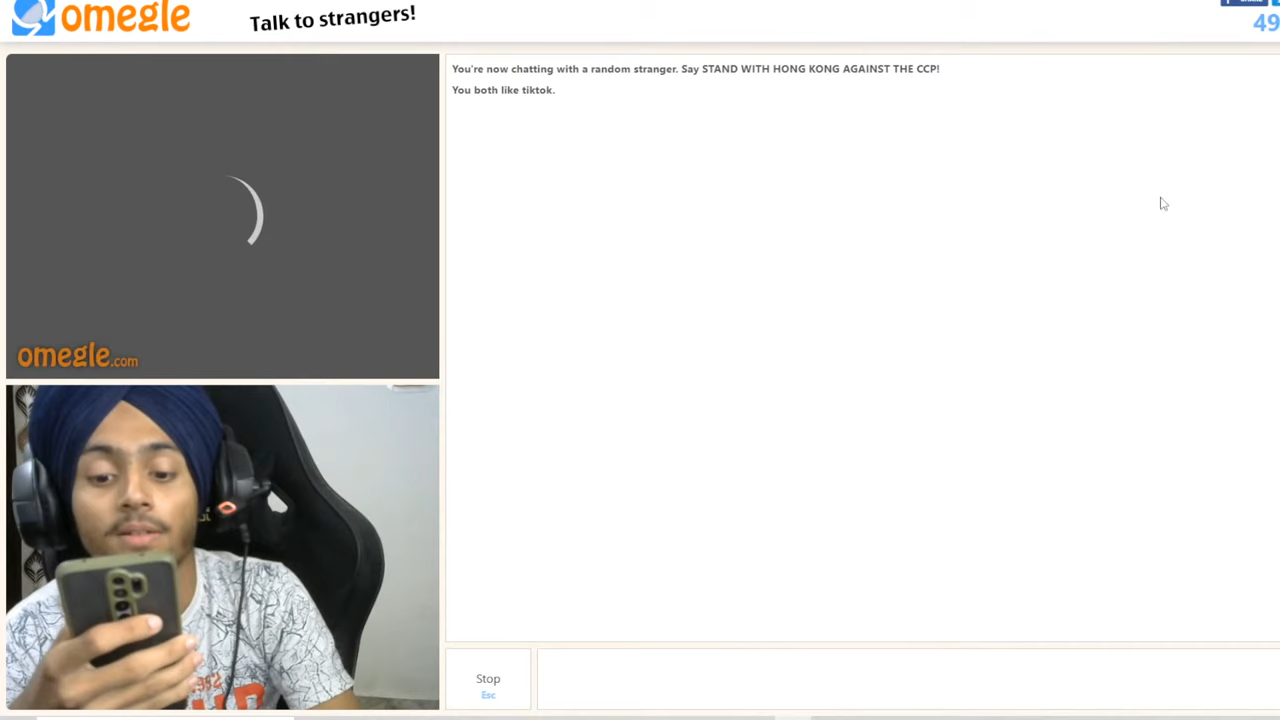 omegle
Talk to strangers!
49
You're now chatting with a random stranger. Say STAND WITH HONG KONG AGAINST THE CCP!
You both like tiktok.
omegle.com
Stop
Esc